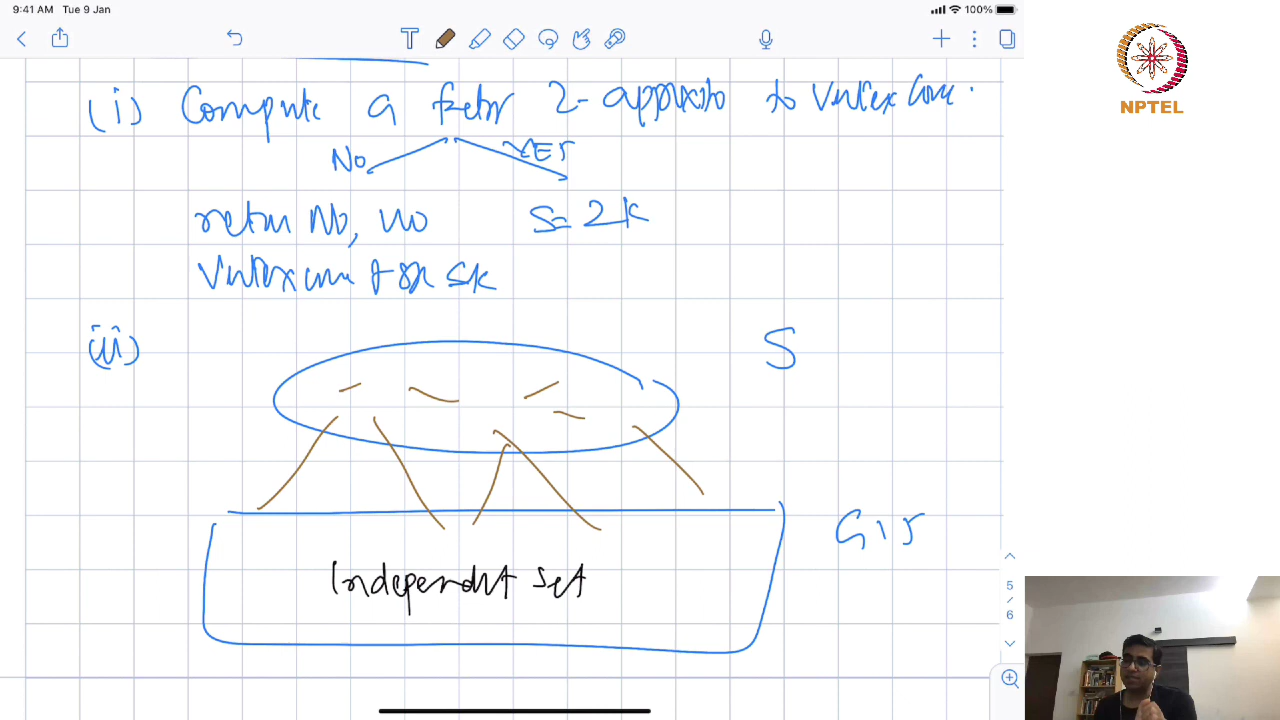 9:41 AM Tue 9 Jan
100%
NPTEL
(i) Compute a factor 2-approx to Vertex Cover.
No YES
return No, no S = 2k
Vertex cover of size ≤k
(ii) S
G \ S
Independent set
5
/
6